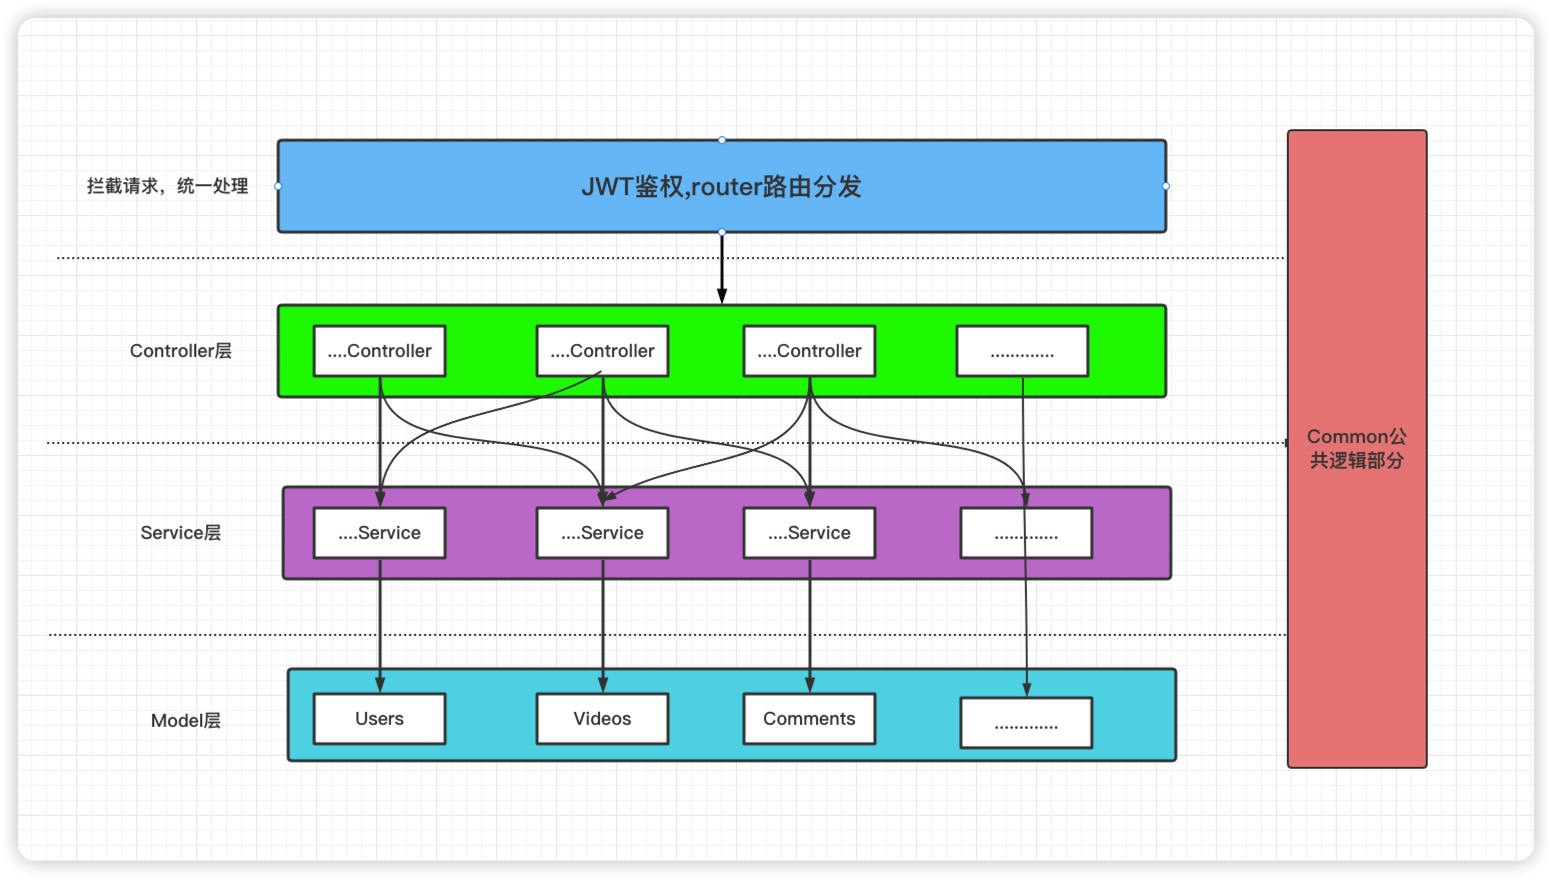 拦截请求，统一处理
JWT鉴权,router路由分发
Controller层
....Controller
....Controller
....Controller
.............
Common公
共逻辑部分
Service层
....Service
....Service
....Service
.............
Model层
Users
Videos
Comments
.............